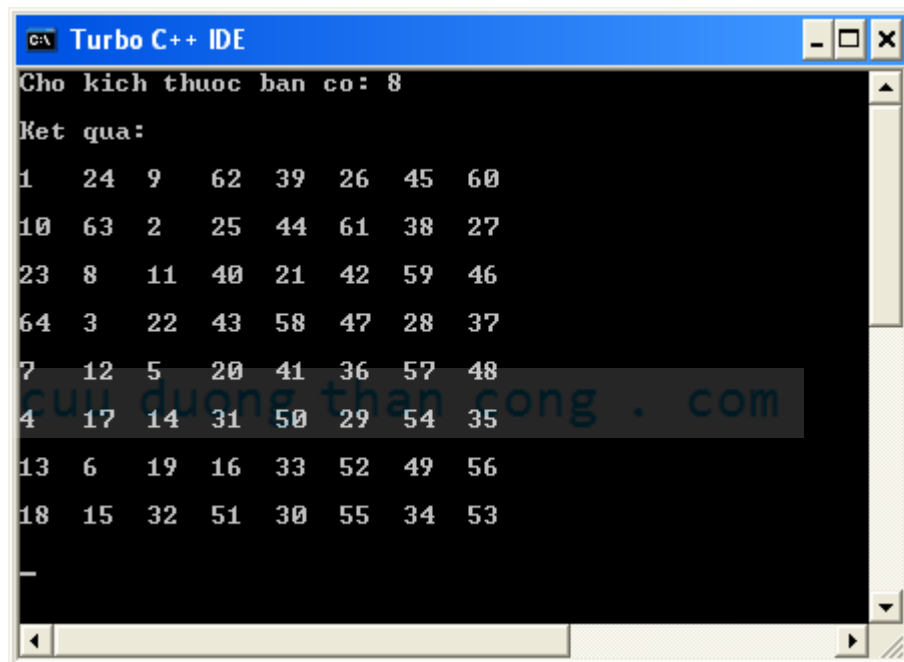 Turbo C++ IDE
Cho kich thuoc ban co: 8
Ket qua:
1 24 9 62 39 26 45 60
10 63 2 25 44 61 38 27
23 8 11 40 21 42 59 46
64 3 22 43 58 47 28 37
7 12 5 20 41 36 57 48
cuu duong than cong . com
4 17 14 31 50 29 54 35
13 6 19 16 33 52 49 56
18 15 32 51 30 55 34 53
_